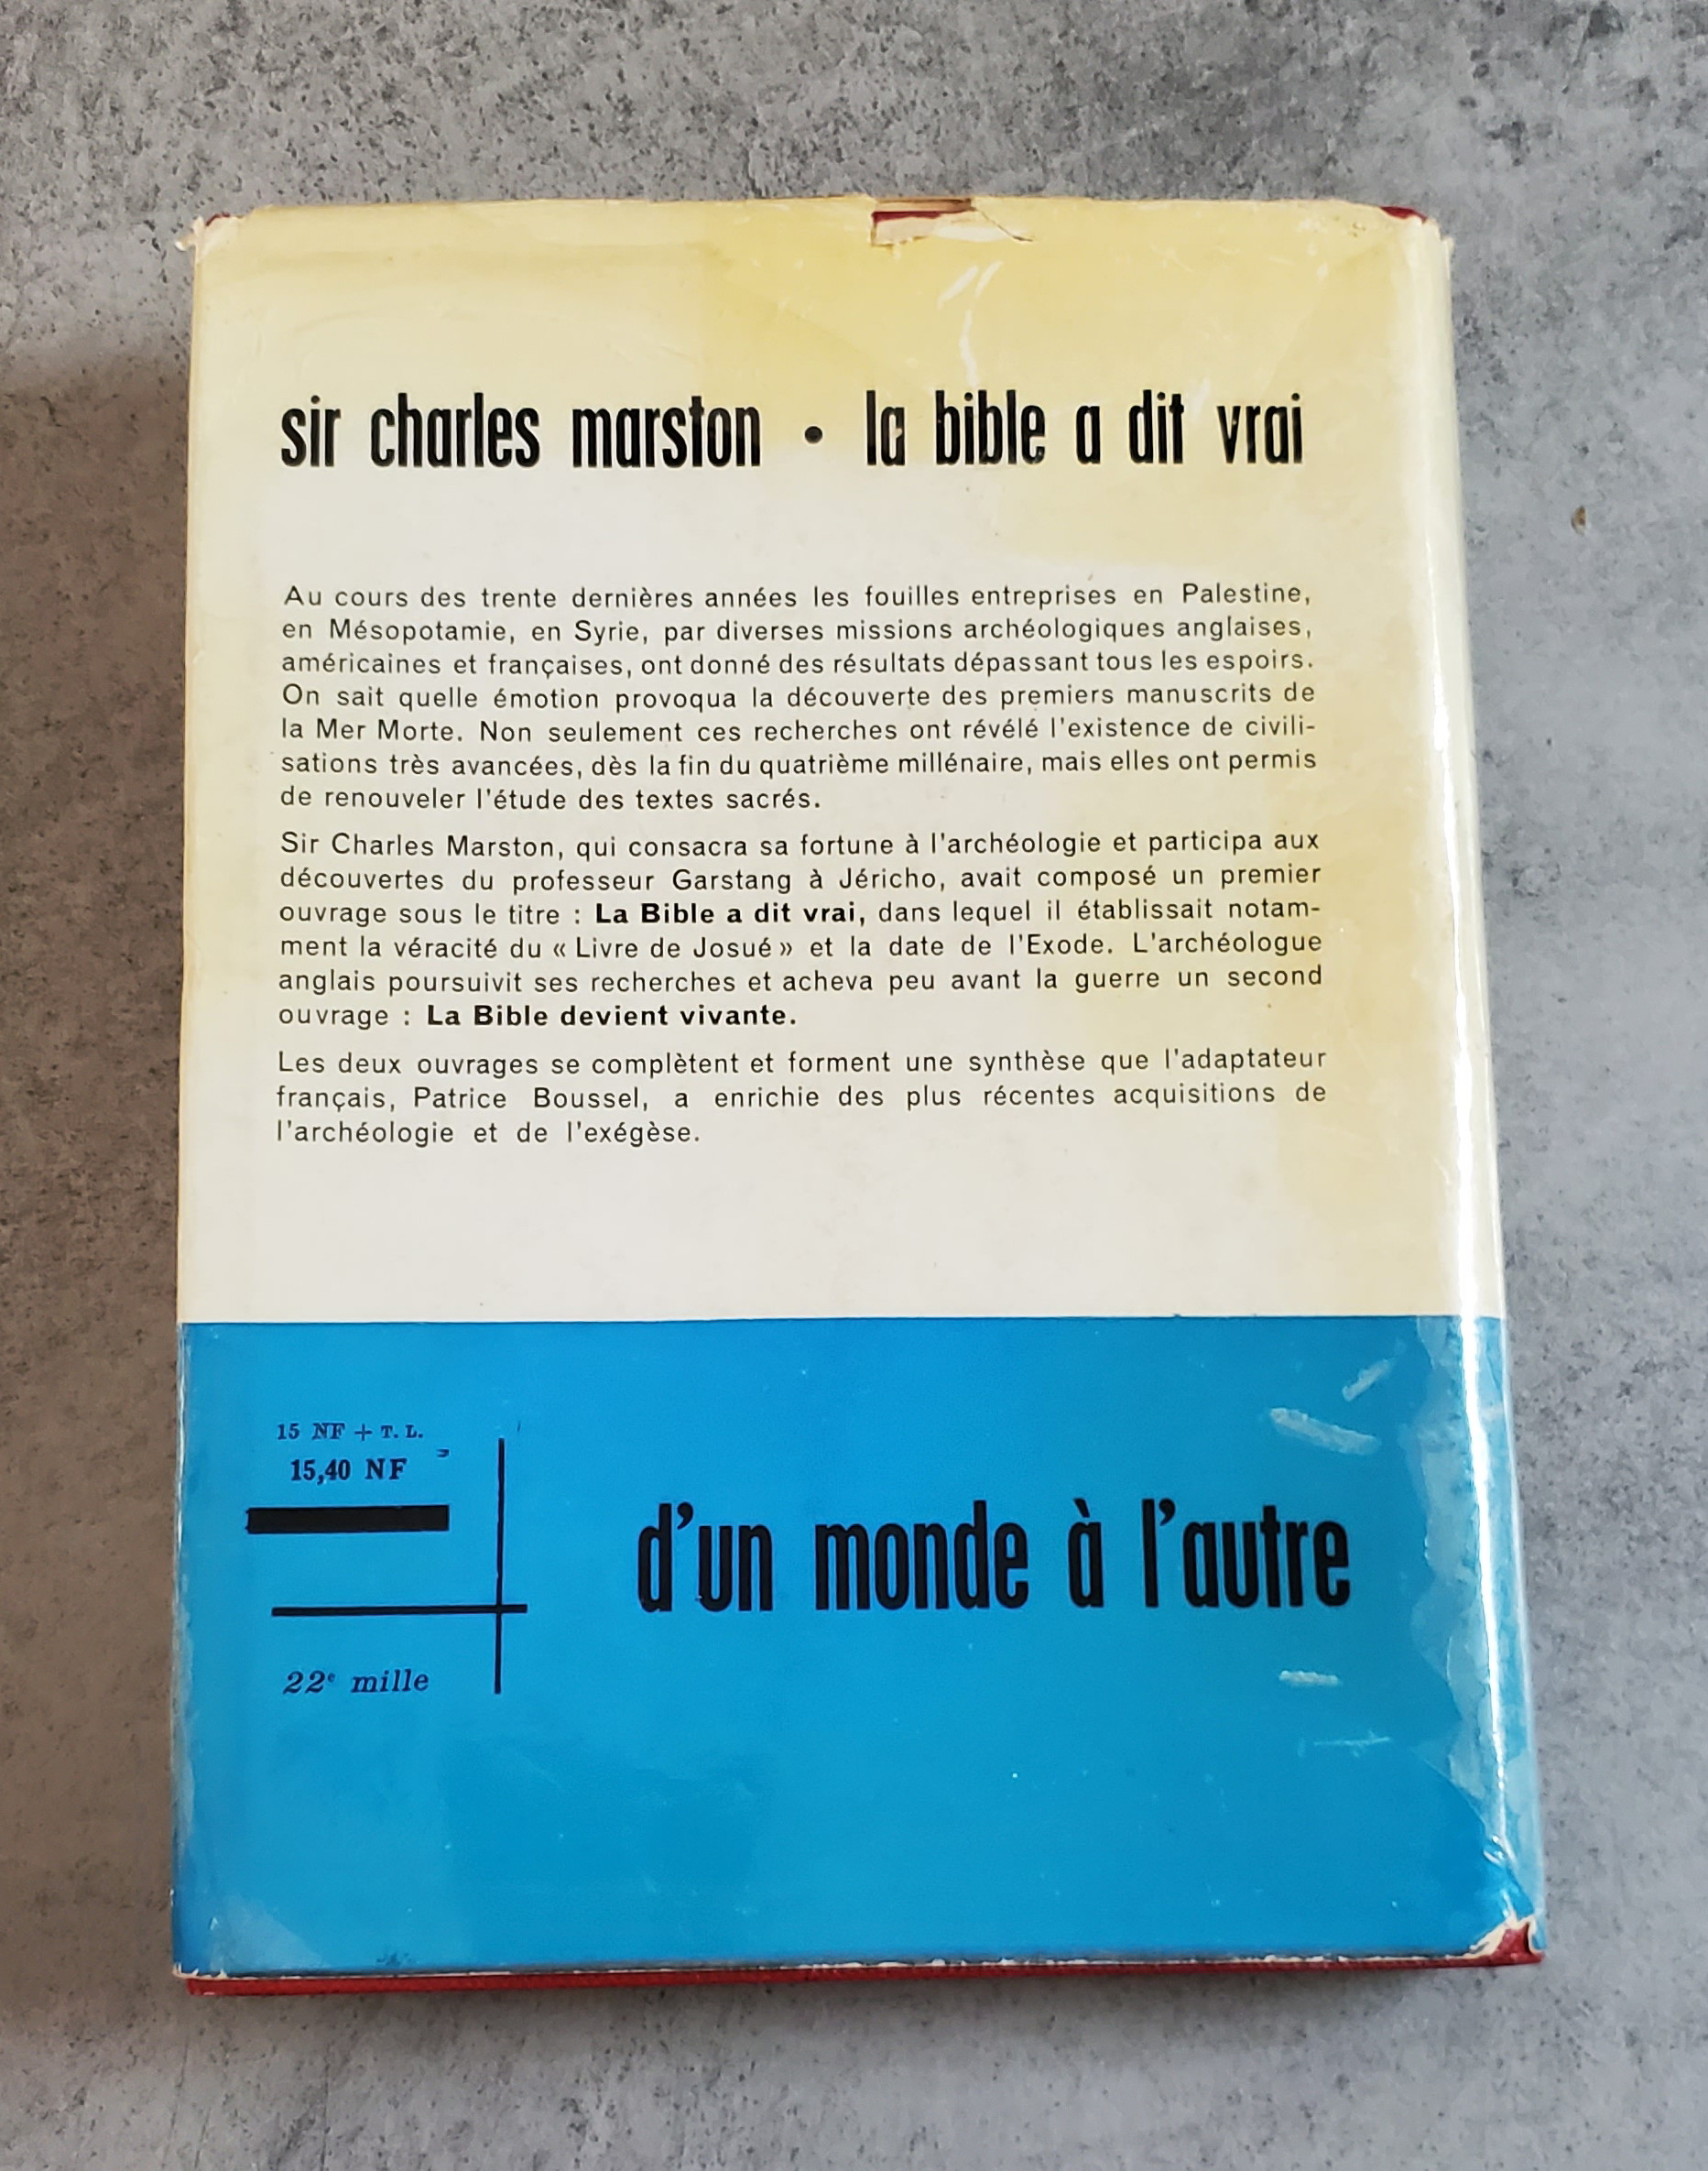 sir charles marston • la bible a dit vrai
Au cours des trente dernières années les fouilles entreprises en Palestine,
en Mésopotamie, en Syrie, par diverses missions archéologiques anglaises,
américaines et françaises, ont donné des résultats dépassant tous les espoirs.
On sait quelle émotion provoqua la découverte des premiers manuscrits de
la Mer Morte. Non seulement ces recherches ont révélé l'existence de civili-
sations très avancées, dès la fin du quatrième millénaire, mais elles ont permis
de renouveler l'étude des textes sacrés.
Sir Charles Marston, qui consacra sa fortune à l'archéologie et participa aux
découvertes du professeur Garstang à Jéricho, avait composé un premier
ouvrage sous le titre : La Bible a dit vrai, dans lequel il établissait notam-
ment la véracité du « Livre de Josué » et la date de l'Exode. L'archéologue
anglais poursuivit ses recherches et acheva peu avant la guerre un second
ouvrage : La Bible devient vivante.
Les deux ouvrages se complètent et forment une synthèse que l'adaptateur
français, Patrice Boussel, a enrichie des plus récentes acquisitions de
l'archéologie et de l'exégèse.
15 NF + T. L.
15,40 NF
d'un monde à l'autre
22e mille